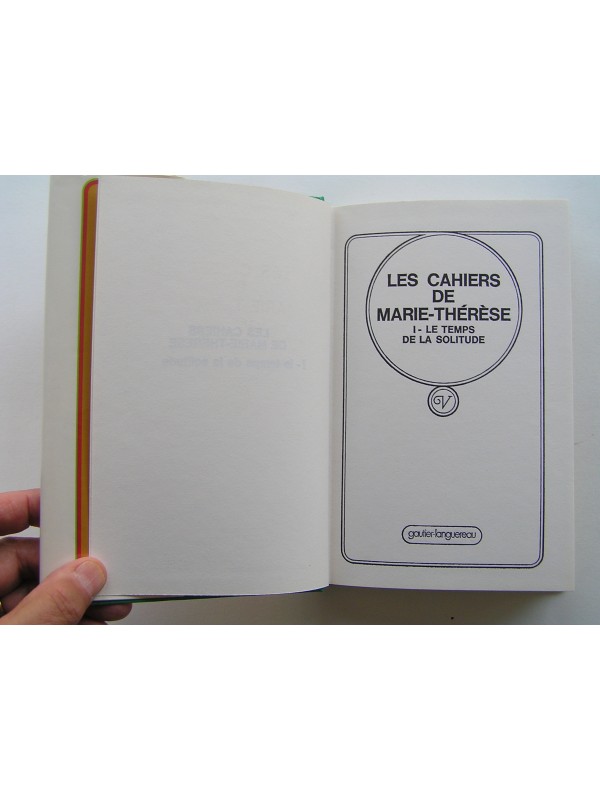 LES CAHIERS
DE
MARIE-THÉRÈSE
I - LE TEMPS
DE LA SOLITUDE
GV
gautier-languereau